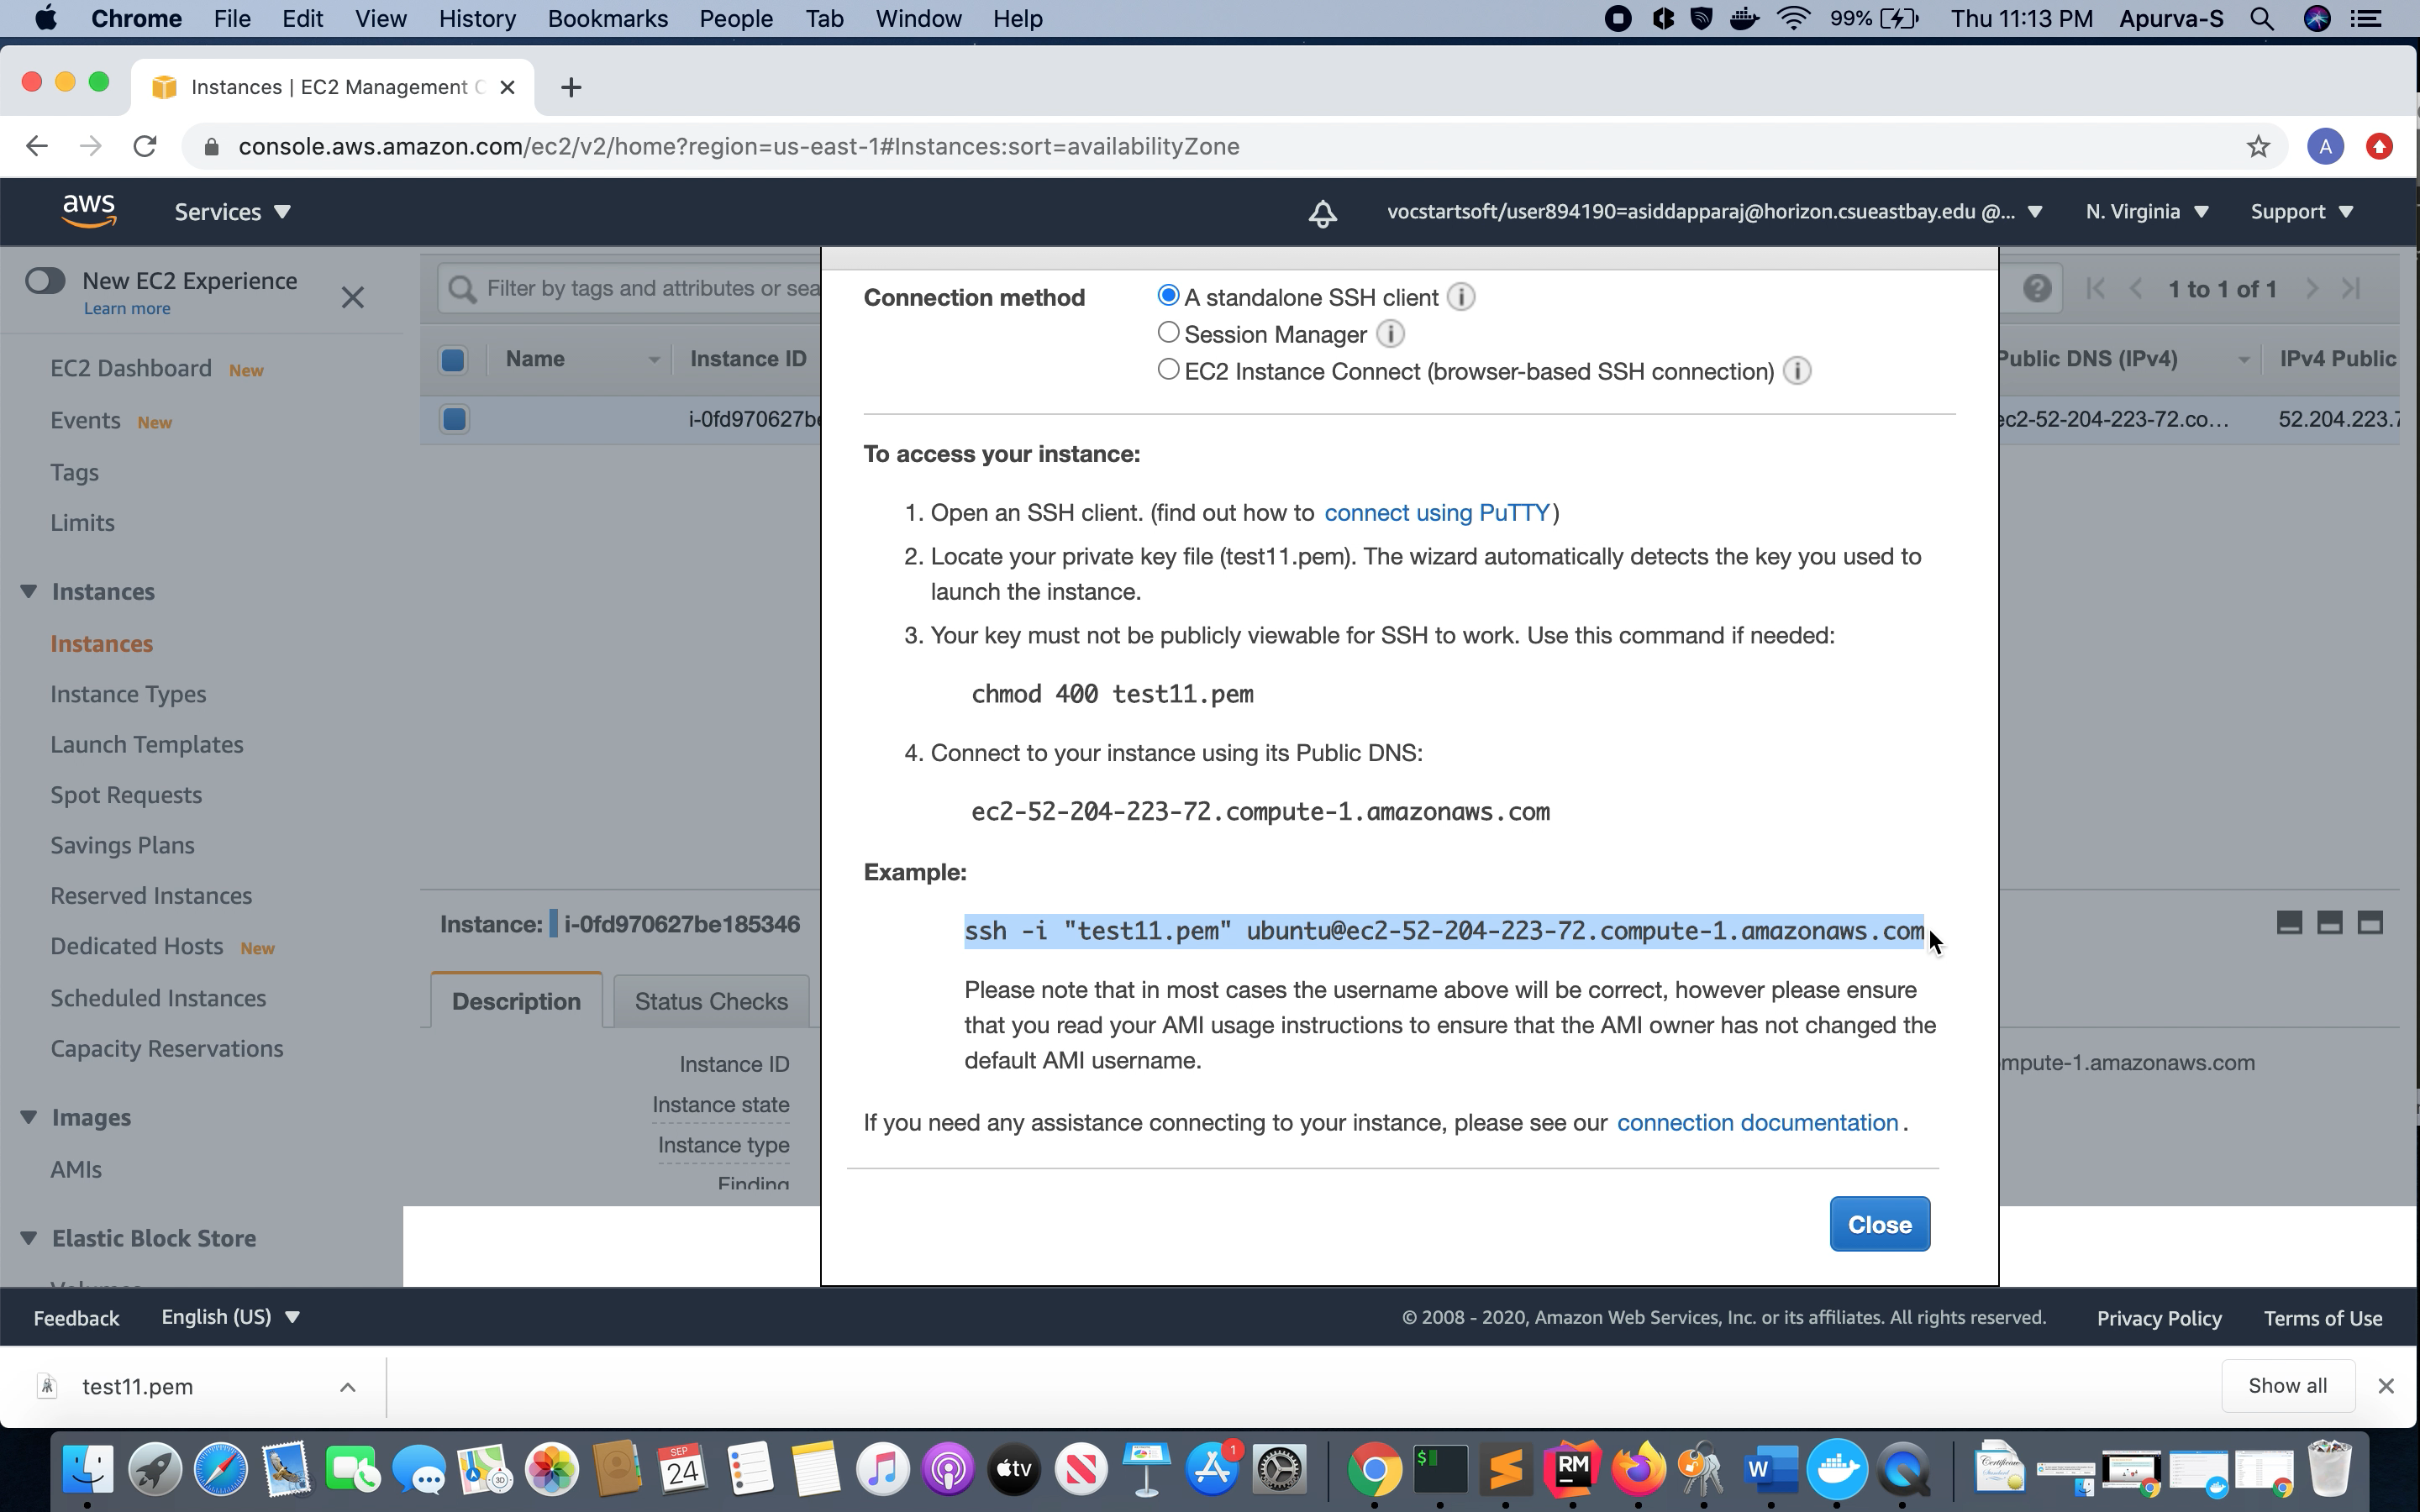 Chrome File Edit View History Bookmarks People Tab Window Help
99% Thu 11:13 PM Apurva-S
Instances | EC2 Management C
console.aws.amazon.com/ec2/v2/home?region=us-east-1#Instances:sort=availabilityZone
A
aws Services vocstartsoft/user894190=asiddapparaj@horizon.csueastbay.edu @... N. Virginia Support
New EC2 Experience
Learn more
EC2 Dashboard New
Events New
Tags
Limits
Instances
Instances
Instance Types
Launch Templates
Spot Requests
Savings Plans
Reserved Instances
Dedicated Hosts New
Scheduled Instances
Capacity Reservations
Images
AMIs
Elastic Block Store
Filter by tags and attributes or sea
1 to 1 of 1
Name Instance ID
Public DNS (IPv4) IPv4 Public
i-0fd970627be
ec2-52-204-223-72.co... 52.204.223.7
Instance: i-0fd970627be185346
Description Status Checks
Instance ID
Instance state
Instance type
Finding
mpute-1.amazonaws.com
Connection method
A standalone SSH client
Session Manager
EC2 Instance Connect (browser-based SSH connection)
To access your instance:
1. Open an SSH client. (find out how to connect using PuTTY)
2. Locate your private key file (test11.pem). The wizard automatically detects the key you used to
launch the instance.
3. Your key must not be publicly viewable for SSH to work. Use this command if needed:
chmod 400 test11.pem
4. Connect to your instance using its Public DNS:
ec2-52-204-223-72.compute-1.amazonaws.com
Example:
ssh -i "test11.pem" ubuntu@ec2-52-204-223-72.compute-1.amazonaws.com
Please note that in most cases the username above will be correct, however please ensure
that you read your AMI usage instructions to ensure that the AMI owner has not changed the
default AMI username.
If you need any assistance connecting to your instance, please see our connection documentation.
Close
Feedback English (US) © 2008 - 2020, Amazon Web Services, Inc. or its affiliates. All rights reserved. Privacy Policy Terms of Use
test11.pem Show all
3D
SEP
24
tv
1
$
RM
W